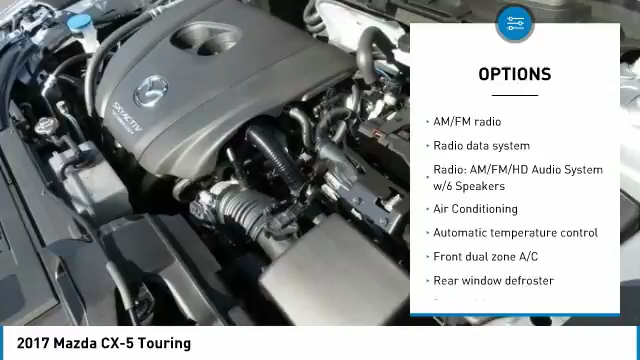 SKYACTIV
TECHNOLOGY
OPTIONS
AM/FM radio
Radio data system
Radio: AM/FM/HD Audio System
w/6 Speakers
Air Conditioning
Automatic temperature control
Front dual zone A/C
Rear window defroster
2017 Mazda CX-5 Touring